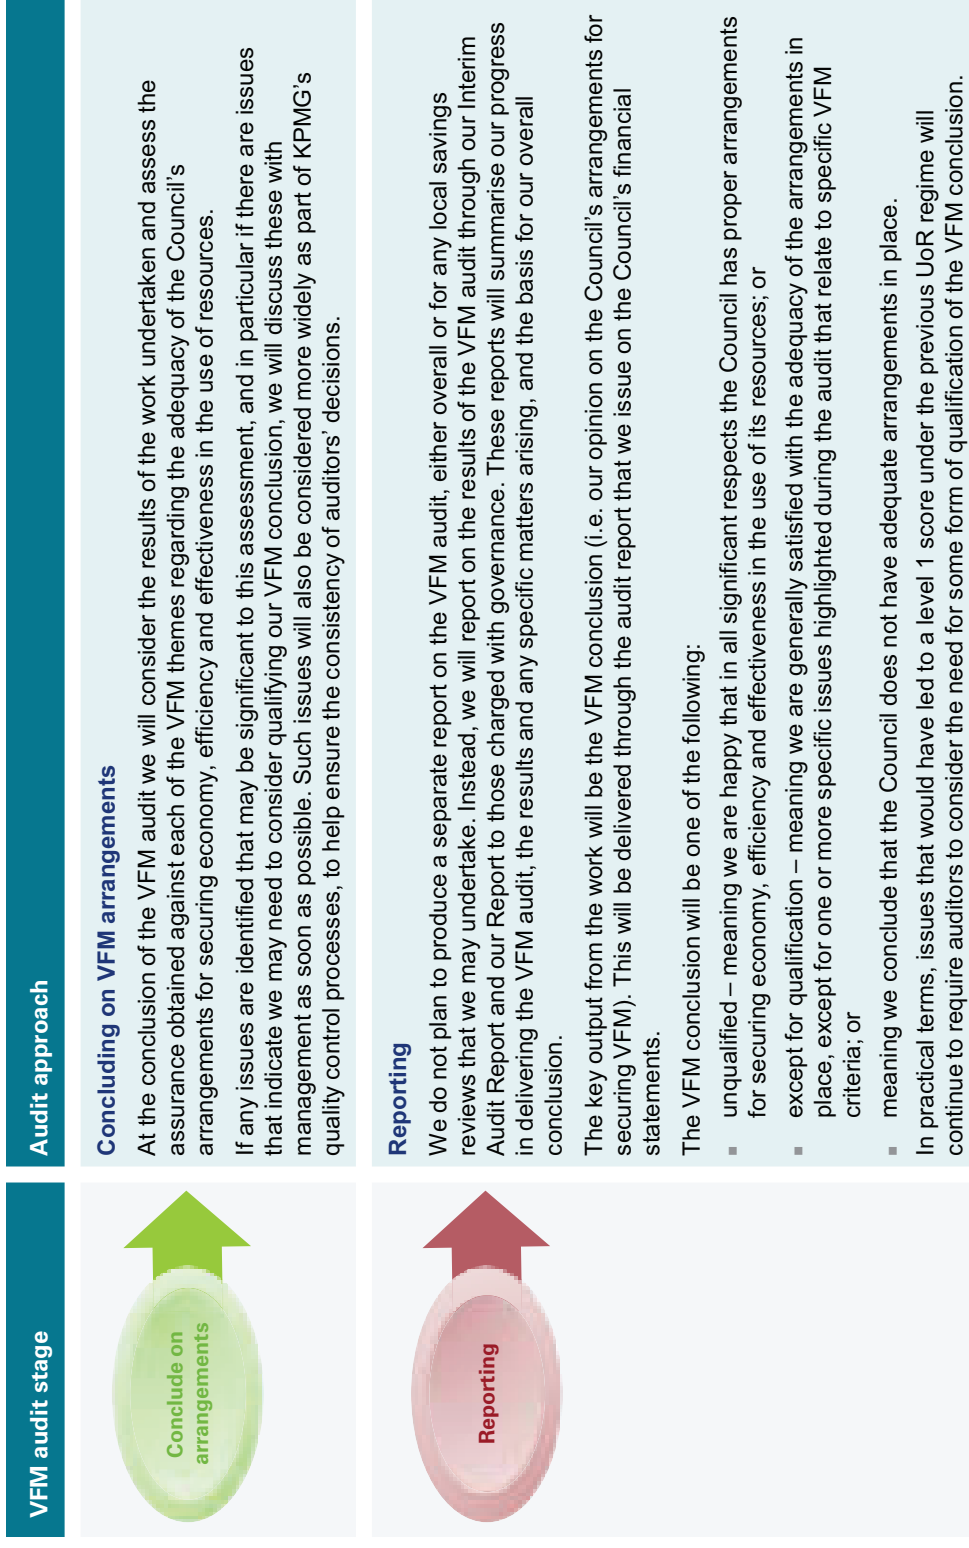 VFM audit stage
Audit approach
Conclude on
arrangements
Concluding on VFM arrangements
At the conclusion of the VFM audit we will consider the results of the work undertaken and assess the
assurance obtained against each of the VFM themes regarding the adequacy of the Council's
arrangements for securing economy, efficiency and effectiveness in the use of resources.
If any issues are identified that may be significant to this assessment, and in particular if there are issues
that indicate we may need to consider qualifying our VFM conclusion, we will discuss these with
management as soon as possible. Such issues will also be considered more widely as part of KPMG's
quality control processes, to help ensure the consistency of auditors' decisions.
Reporting
Reporting
We do not plan to produce a separate report on the VFM audit, either overall or for any local savings
reviews that we may undertake. Instead, we will report on the results of the VFM audit through our Interim
Audit Report and our Report to those charged with governance. These reports will summarise our progress
in delivering the VFM audit, the results and any specific matters arising, and the basis for our overall
conclusion.
The key output from the work will be the VFM conclusion (i.e. our opinion on the Council's arrangements for
securing VFM). This will be delivered through the audit report that we issue on the Council's financial
statements.
The VFM conclusion will be one of the following:
▪ unqualified – meaning we are happy that in all significant respects the Council has proper arrangements
for securing economy, efficiency and effectiveness in the use of its resources; or
▪ except for qualification – meaning we are generally satisfied with the adequacy of the arrangements in
place, except for one or more specific issues highlighted during the audit that relate to specific VFM
criteria; or
▪ meaning we conclude that the Council does not have adequate arrangements in place.
In practical terms, issues that would have led to a level 1 score under the previous UoR regime will
continue to require auditors to consider the need for some form of qualification of the VFM conclusion.